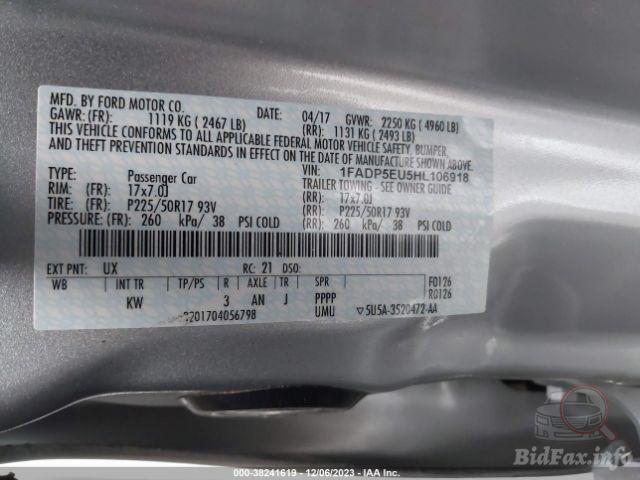 MFD. BY FORD MOTOR CO. DATE: 04/17 GVWR: 2250 KG ( 4960 LB)
GAWR: (FR): 1119 KG ( 2467 LB) (RR): 1131 KG ( 2493 LB)
THIS VEHICLE CONFORMS TO ALL APPLICABLE FEDERAL MOTOR VEHICLE SAFETY, BUMPER,
AND THEFT PREVENTION STANDARDS IN EFFECT ON THE DATE OF MANUFACTURE SHOWN ABOVE.
VIN: 1FADP5EU5HL106918
TYPE: Passenger Car TRAILER TOWING - SEE OWNER GUIDE
RIM: (FR): 17x7.0J (RR): 17x7.0J
TIRE: (FR): P225/50R17 93V (RR): P225/50R17 93V
PRESSURE: (FR): 260 kPa/ 38 PSI COLD (RR): 260 kPa/ 38 PSI COLD
EXT PNT: UX RC: 21 DSO:
WB INT TR TP/PS R AXLE TR SPR F0126
KW 3 AN J PPPP R0126
201704056798 UMU ▽5U5A-3520472-AA
BidFax.info
000-38241619 - 12/06/2023 - IAA Inc.